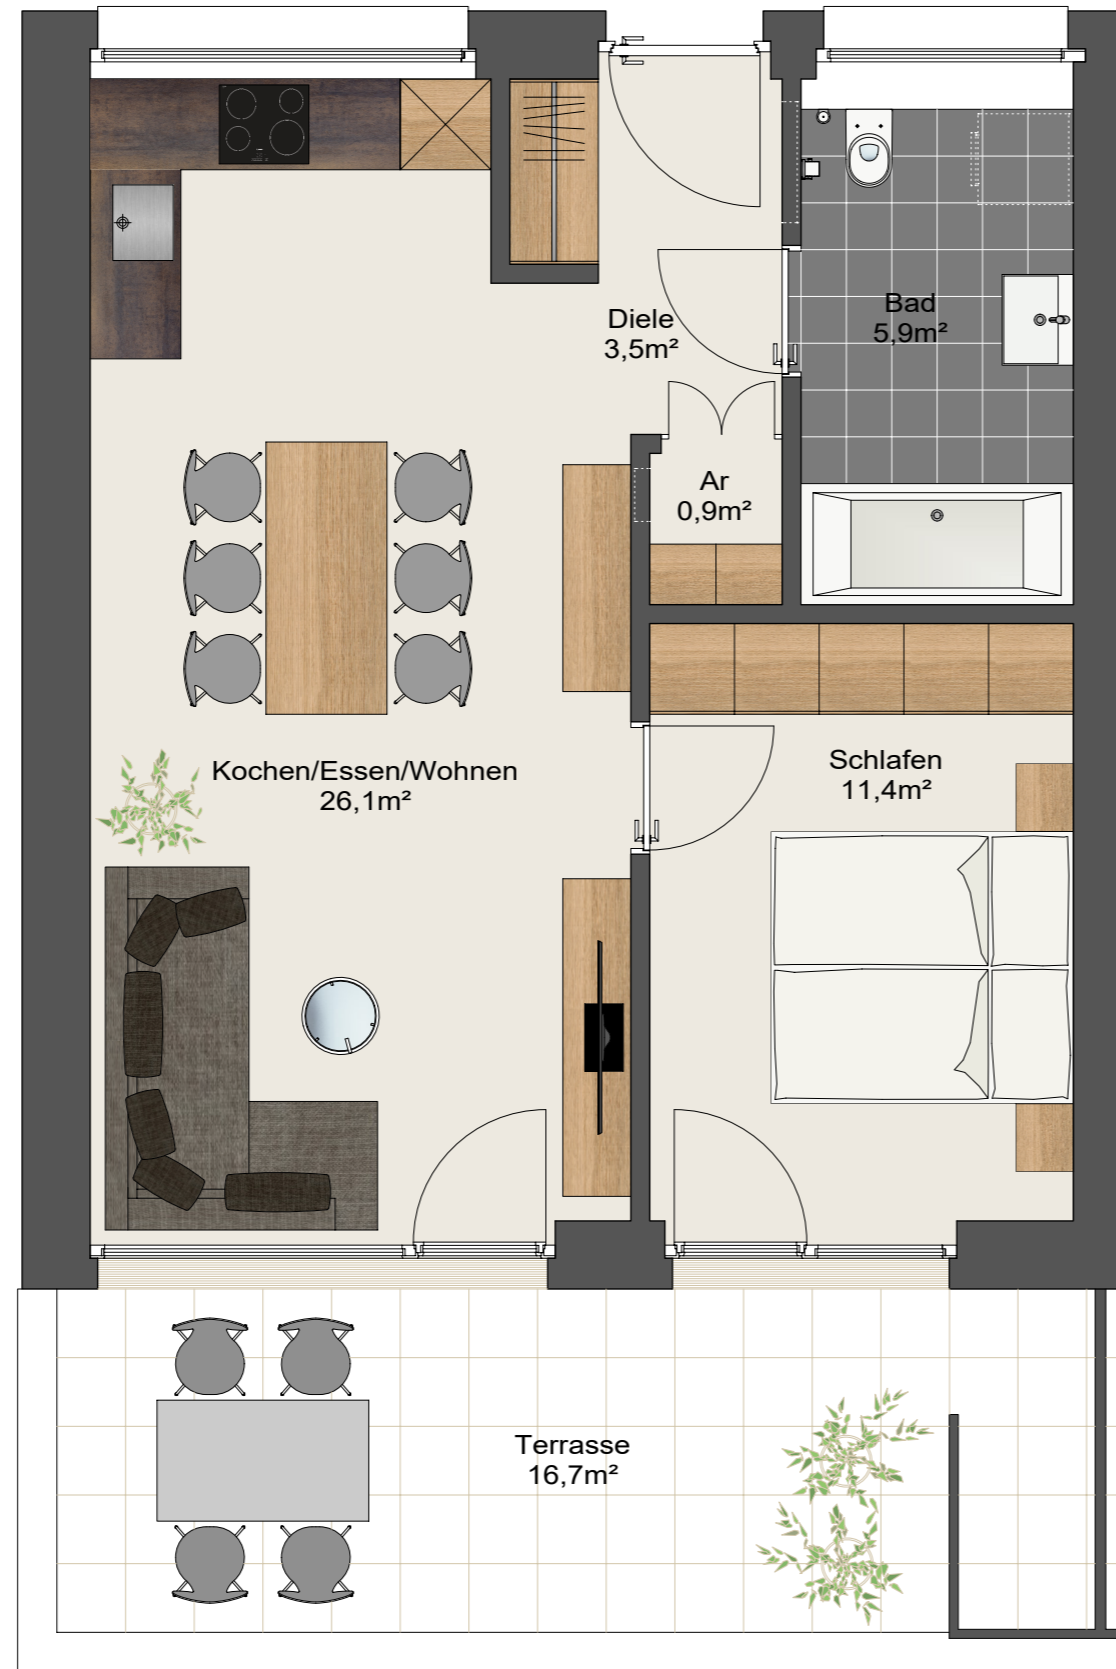 Diele
3,5m²
Bad
5,9m²
Ar
0,9m²
Kochen/Essen/Wohnen
26,1m²
Schlafen
11,4m²
Terrasse
16,7m²